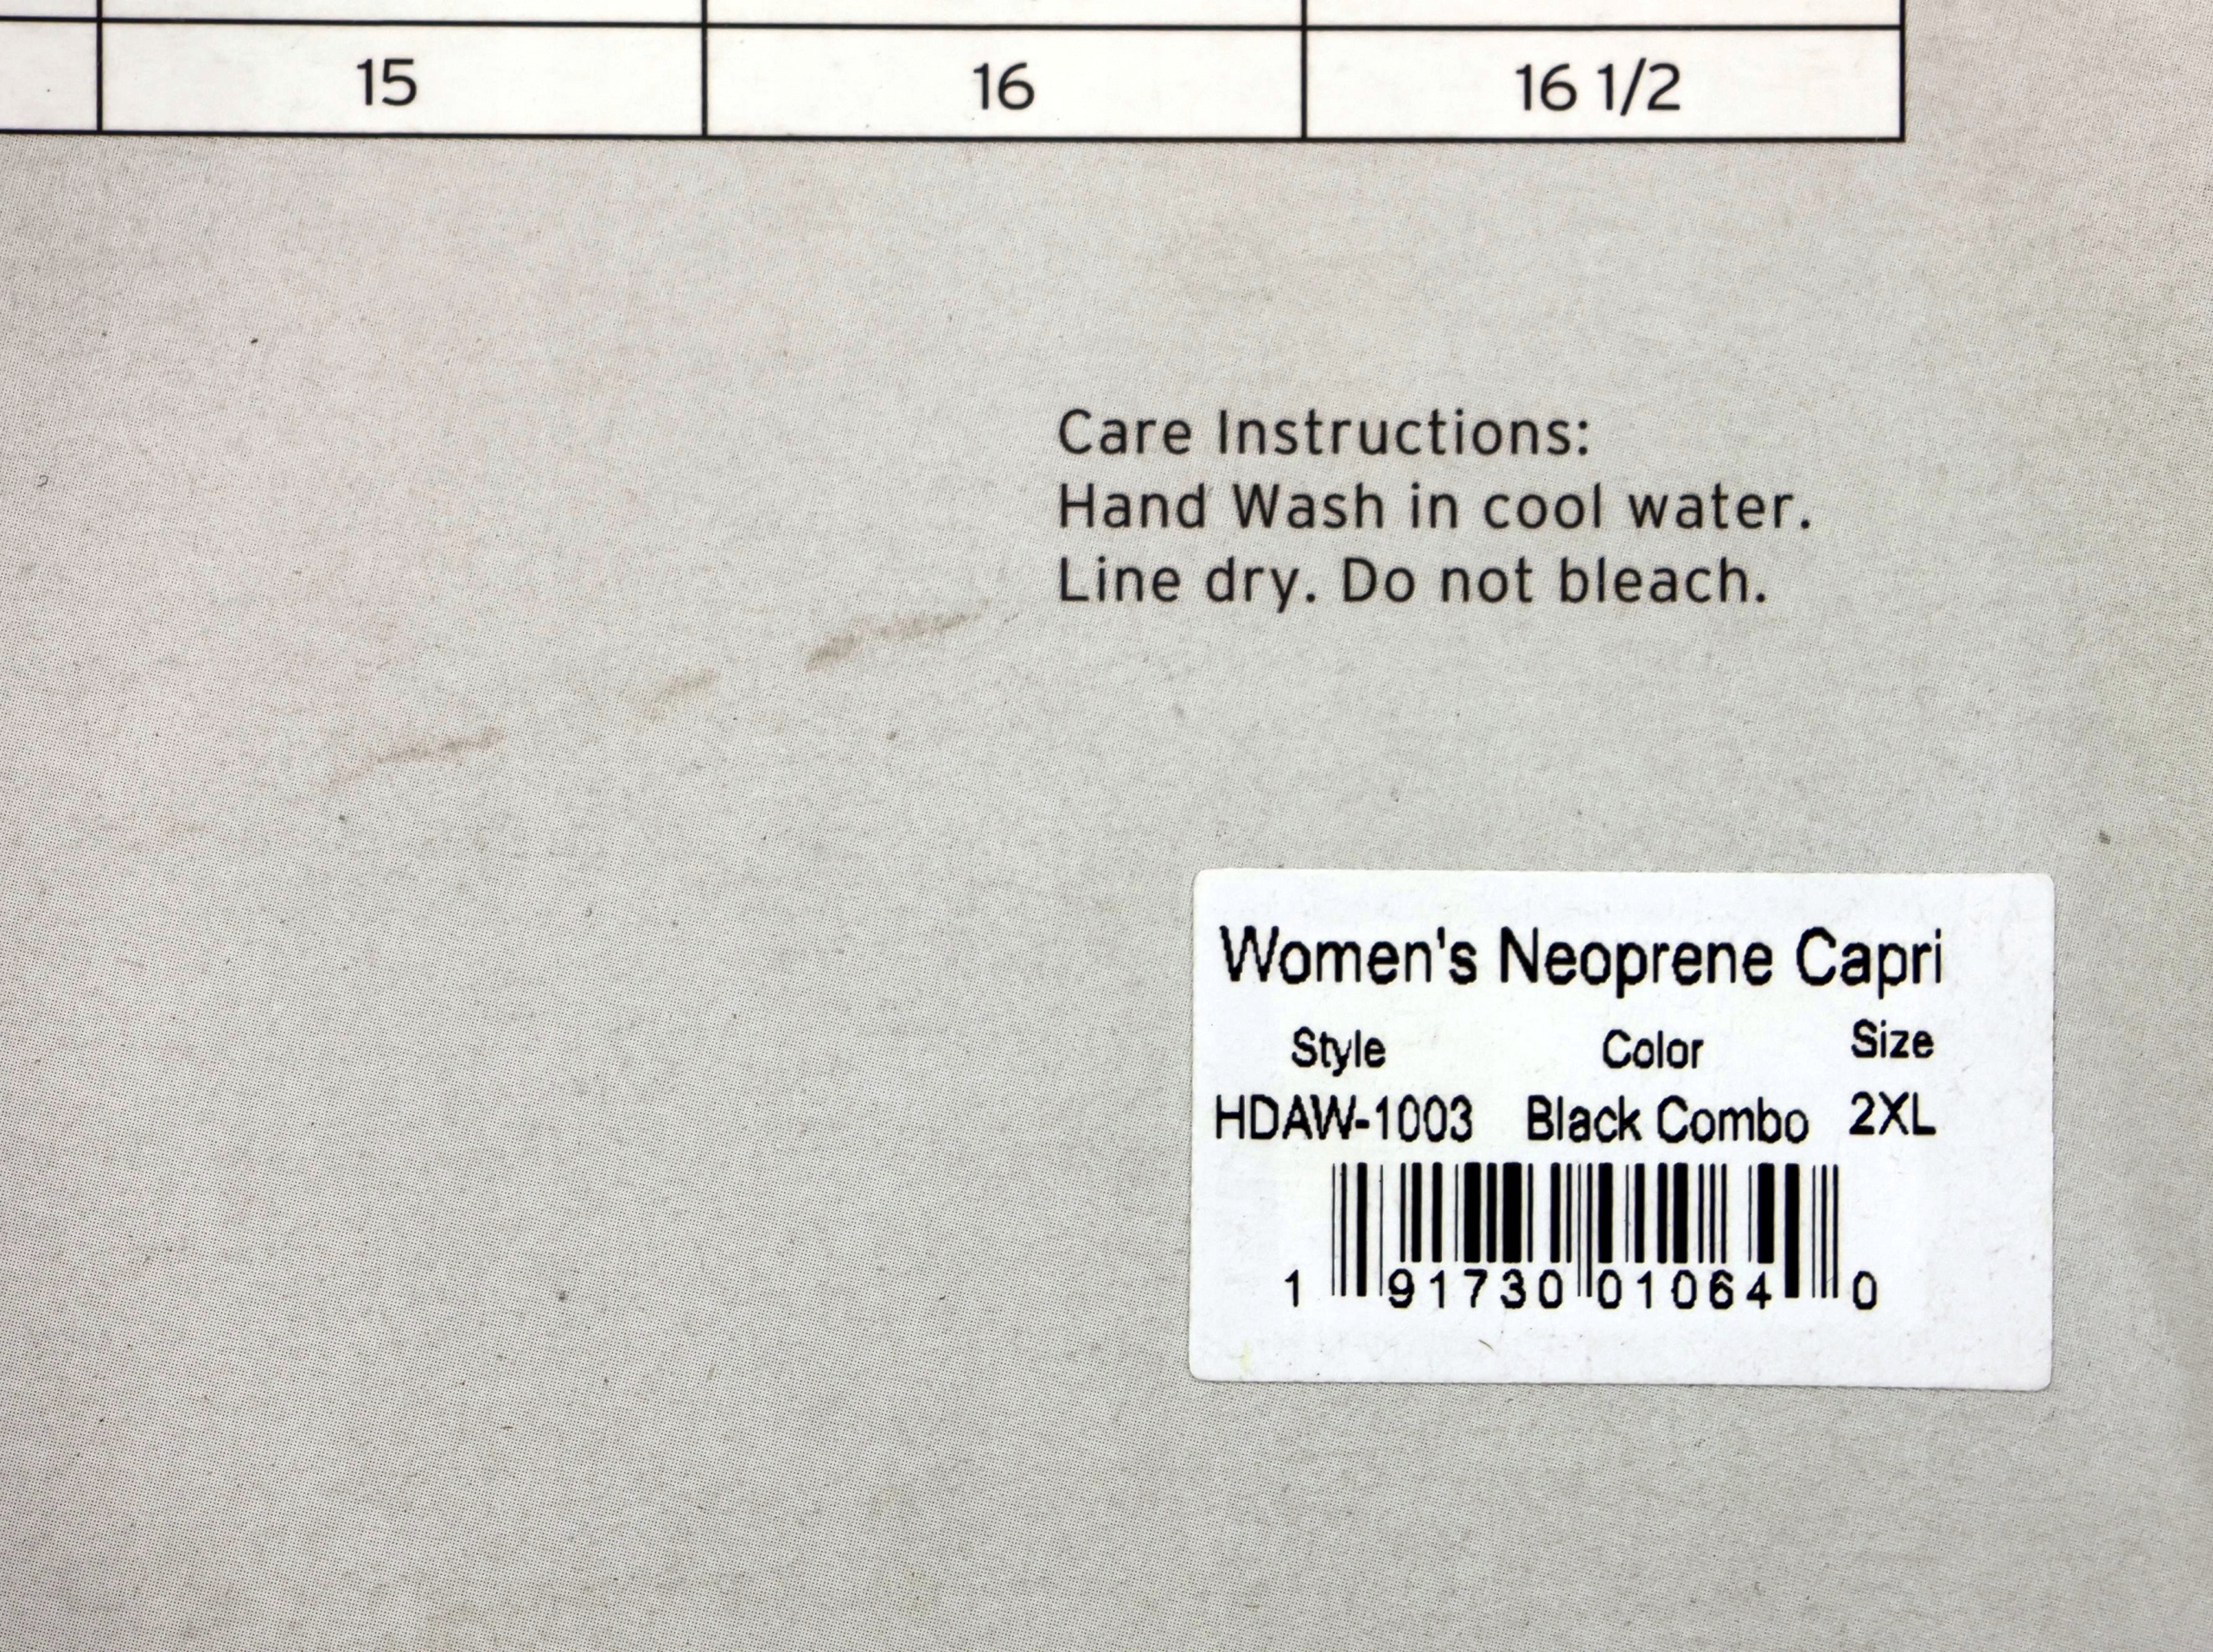 15 16 16 1/2
Care Instructions:
Hand Wash in cool water.
Line dry. Do not bleach.
Women's Neoprene Capri
Style Color Size
HDAW-1003 Black Combo 2XL
1 91730 01064 0